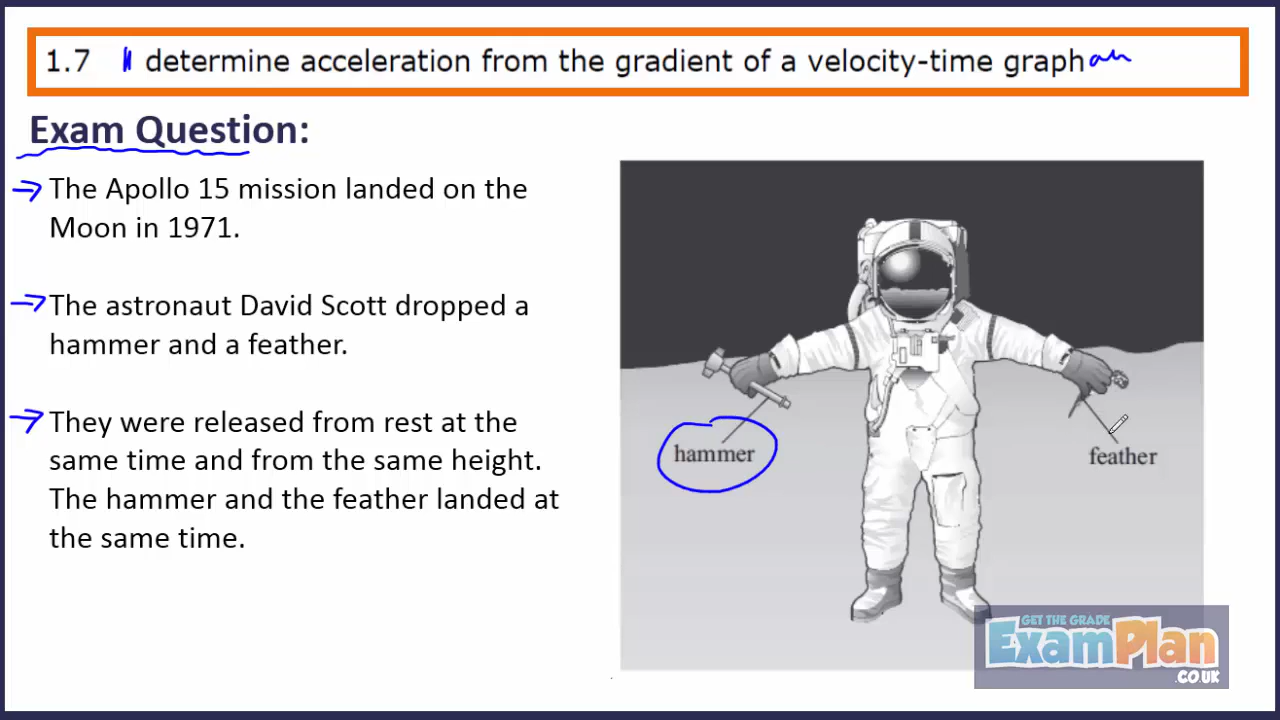 1.7 determine acceleration from the gradient of a velocity-time graph
Exam Question:
The Apollo 15 mission landed on the
Moon in 1971.
The astronaut David Scott dropped a
hammer and a feather.
They were released from rest at the
same time and from the same height.
The hammer and the feather landed at
the same time.
hammer
feather
GET THE GRADE
ExamPlan
.CO.UK